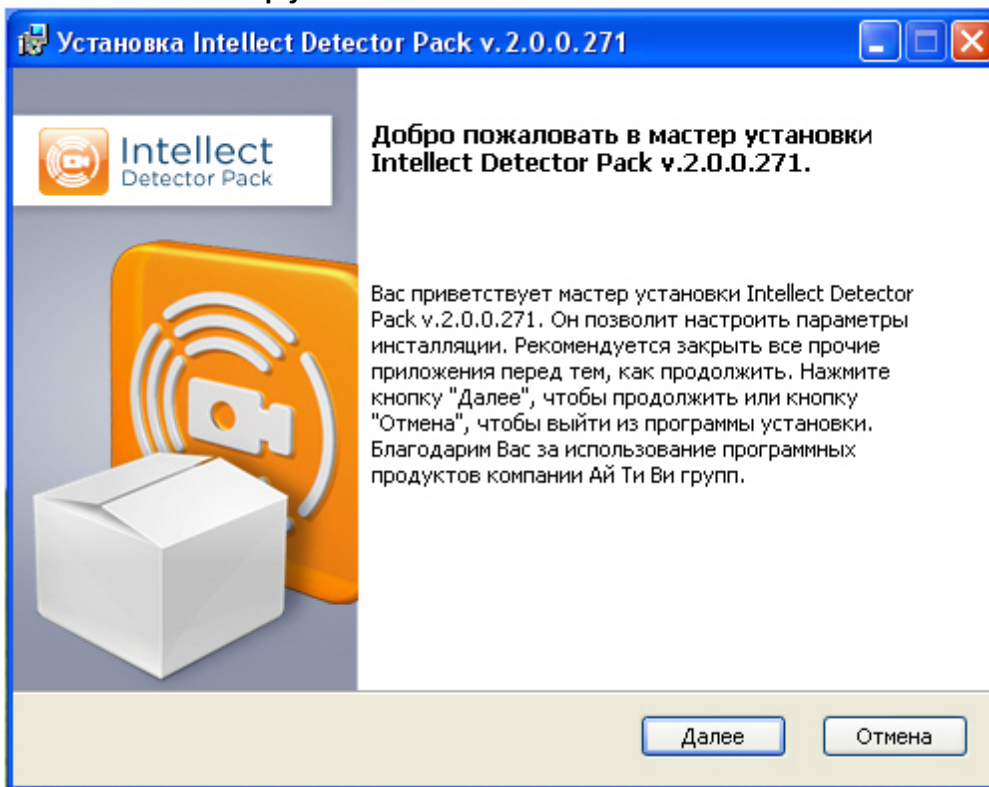 Установка Intellect Detector Pack v.2.0.0.271
Intellect
Detector Pack
Добро пожаловать в мастер установки
Intellect Detector Pack v.2.0.0.271.
Вас приветствует мастер установки Intellect Detector
Pack v.2.0.0.271. Он позволит настроить параметры
инсталляции. Рекомендуется закрыть все прочие
приложения перед тем, как продолжить. Нажмите
кнопку "Далее", чтобы продолжить или кнопку
"Отмена", чтобы выйти из программы установки.
Благодарим Вас за использование программных
продуктов компании Ай Ти Ви групп.
Далее
Отмена